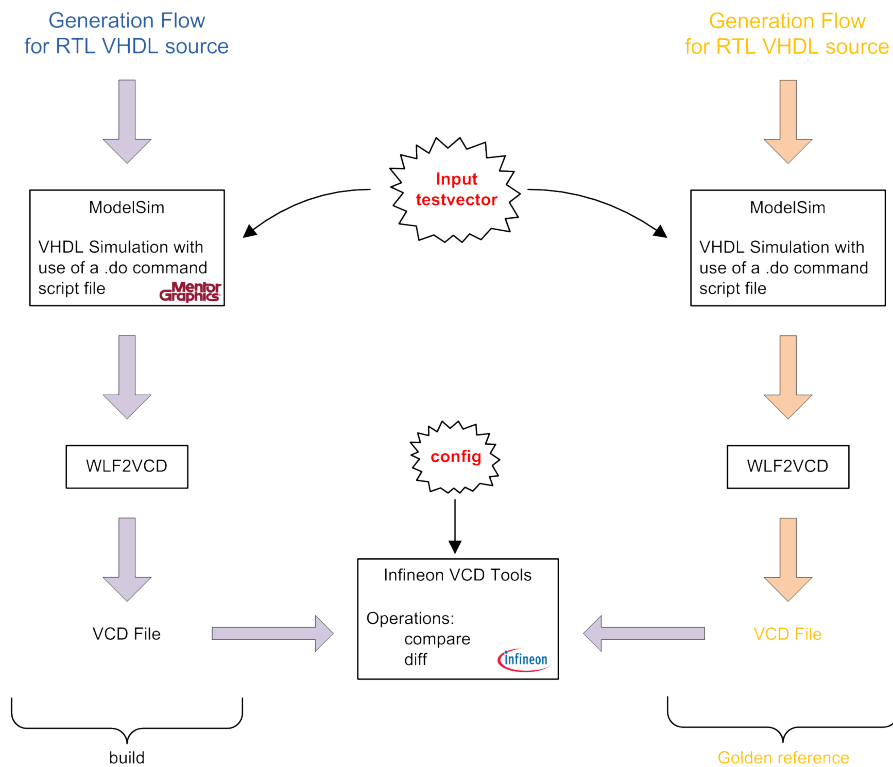 Generation Flow
for RTL VHDL source
Generation Flow
for RTL VHDL source
Input
testvector
ModelSim
VHDL Simulation with
use of a .do command
script file
Mentor
Graphics
ModelSim
VHDL Simulation with
use of a .do command
script file
WLF2VCD
config
WLF2VCD
Infineon VCD Tools
Operations:
compare
diff
infineon
VCD File
VCD File
build
Golden reference